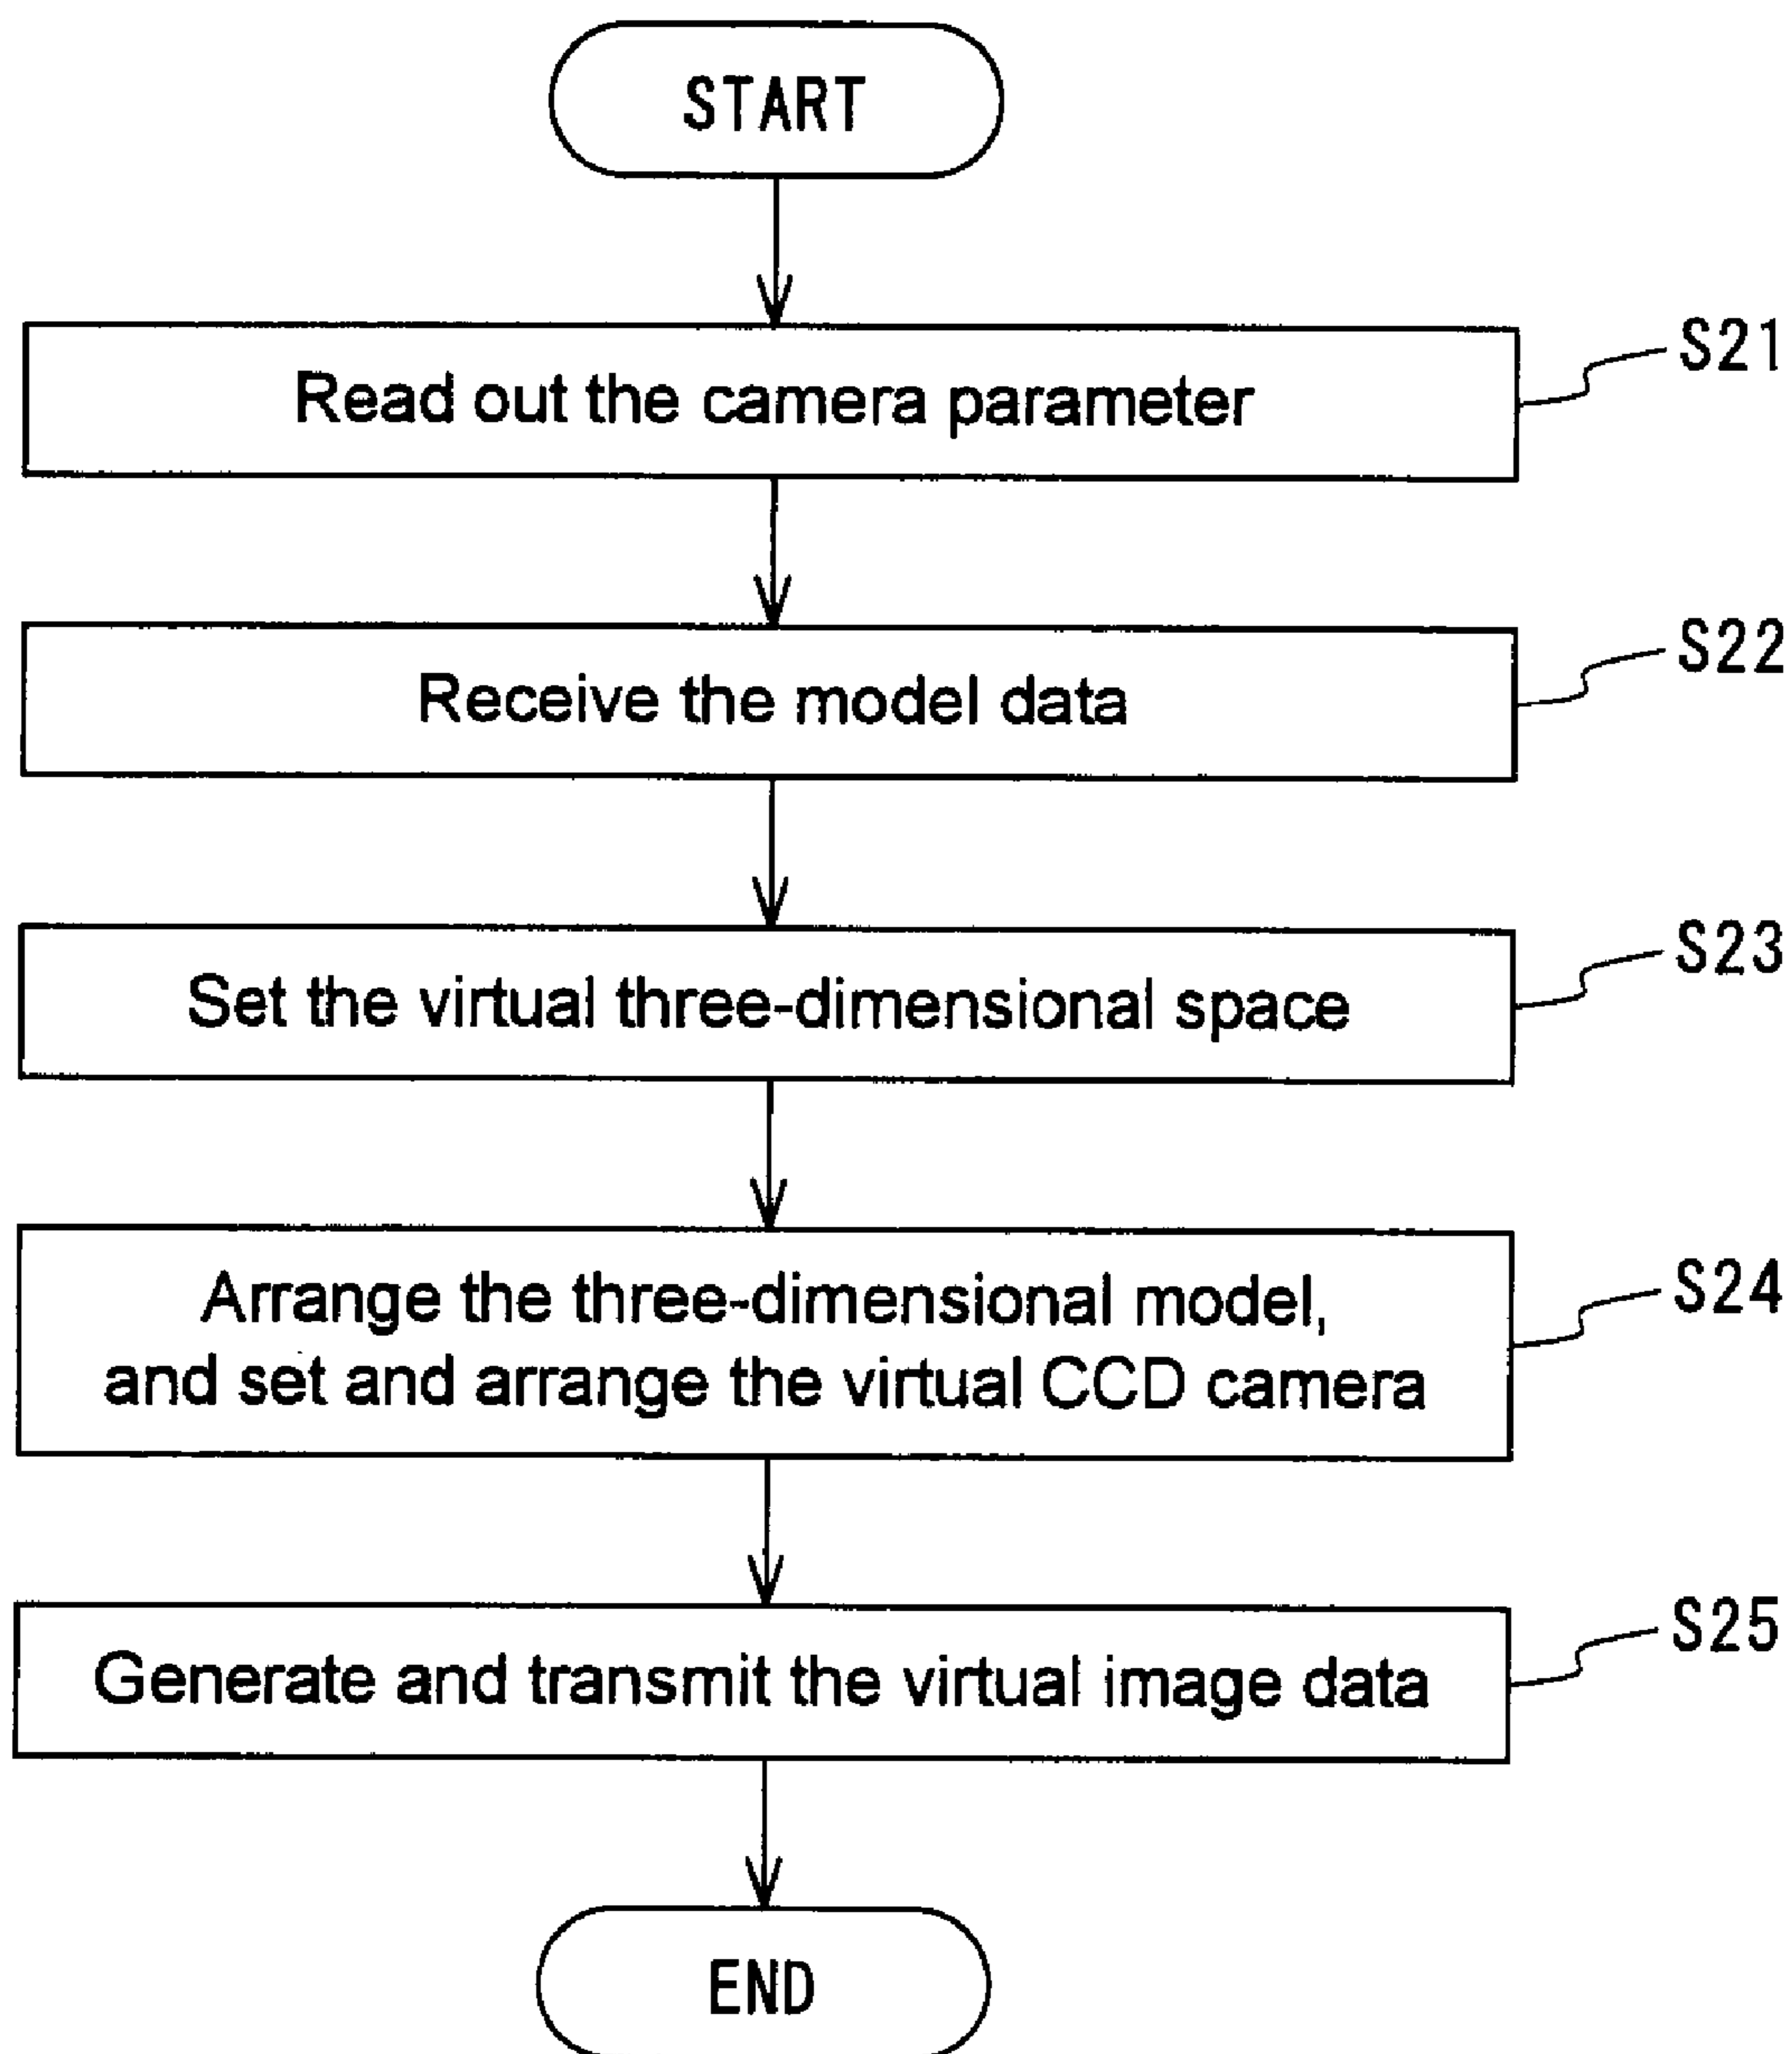 START
Read out the camera parameter
S21
Receive the model data
S22
Set the virtual three-dimensional space
S23
Arrange the three-dimensional model,
and set and arrange the virtual CCD camera
S24
Generate and transmit the virtual image data
S25
END